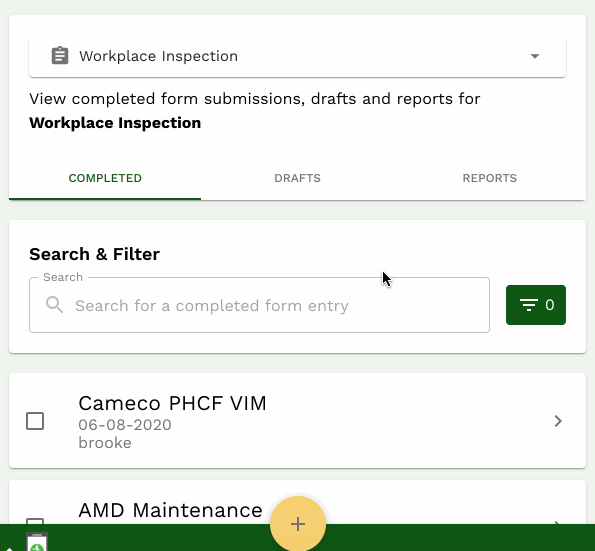 Workplace Inspection
View completed form submissions, drafts and reports for
Workplace Inspection
COMPLETED DRAFTS REPORTS
Search & Filter
Search
Search for a completed form entry
0
Cameco PHCF VIM
06-08-2020
brooke
AMD Maintenance